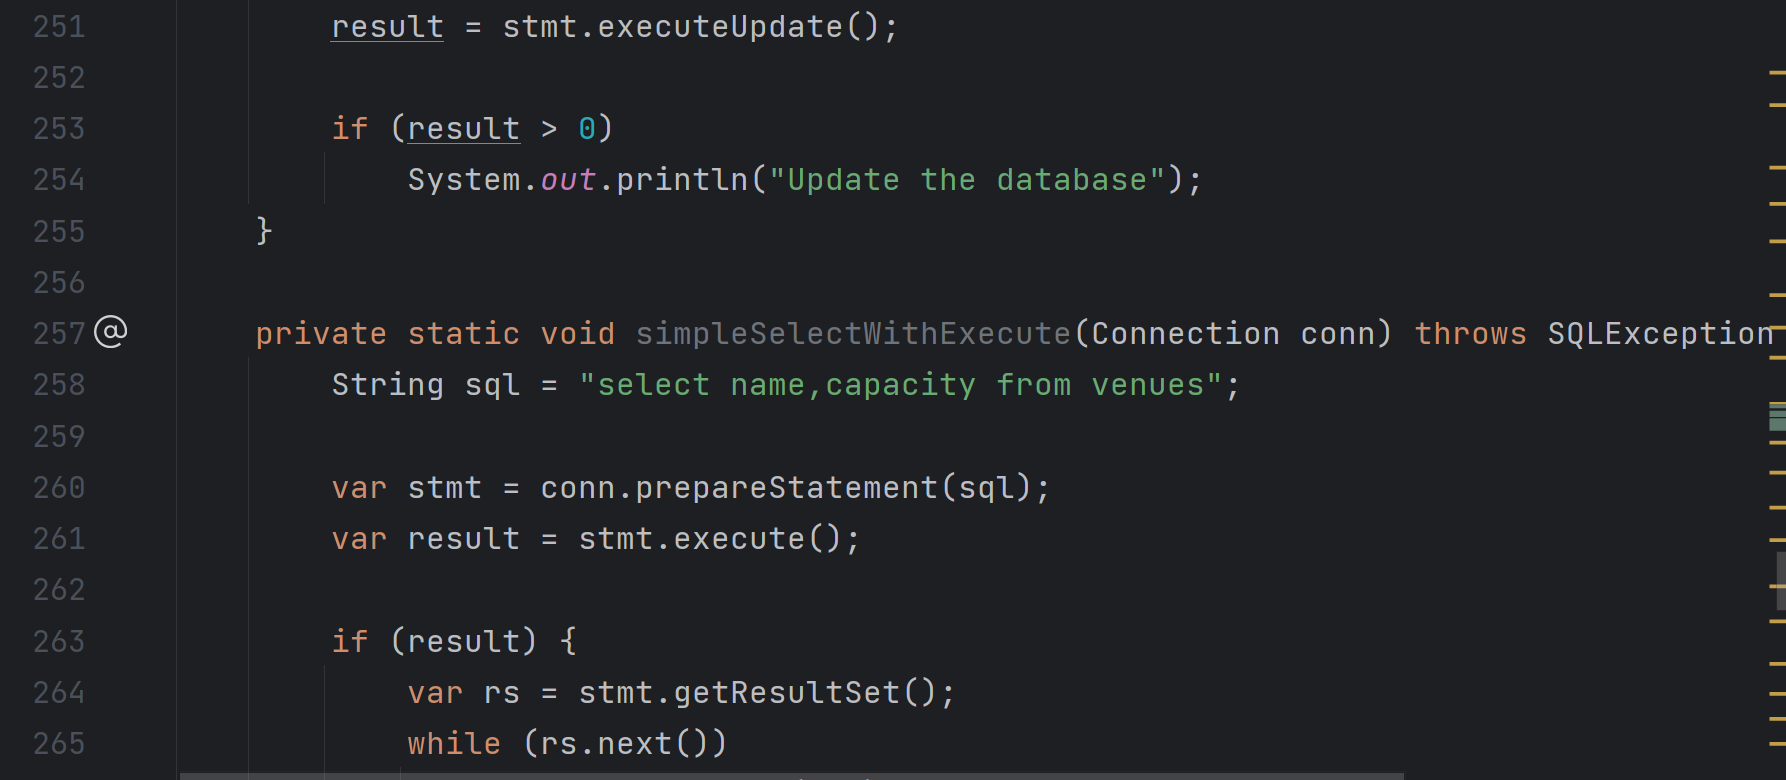 251 result = stmt.executeUpdate();
252
253 if (result > 0)
254 System.out.println("Update the database");
255 }
256
257 @ private static void simpleSelectWithExecute(Connection conn) throws SQLException
258 String sql = "select name,capacity from venues";
259
260 var stmt = conn.prepareStatement(sql);
261 var result = stmt.execute();
262
263 if (result) {
264 var rs = stmt.getResultSet();
265 while (rs.next())